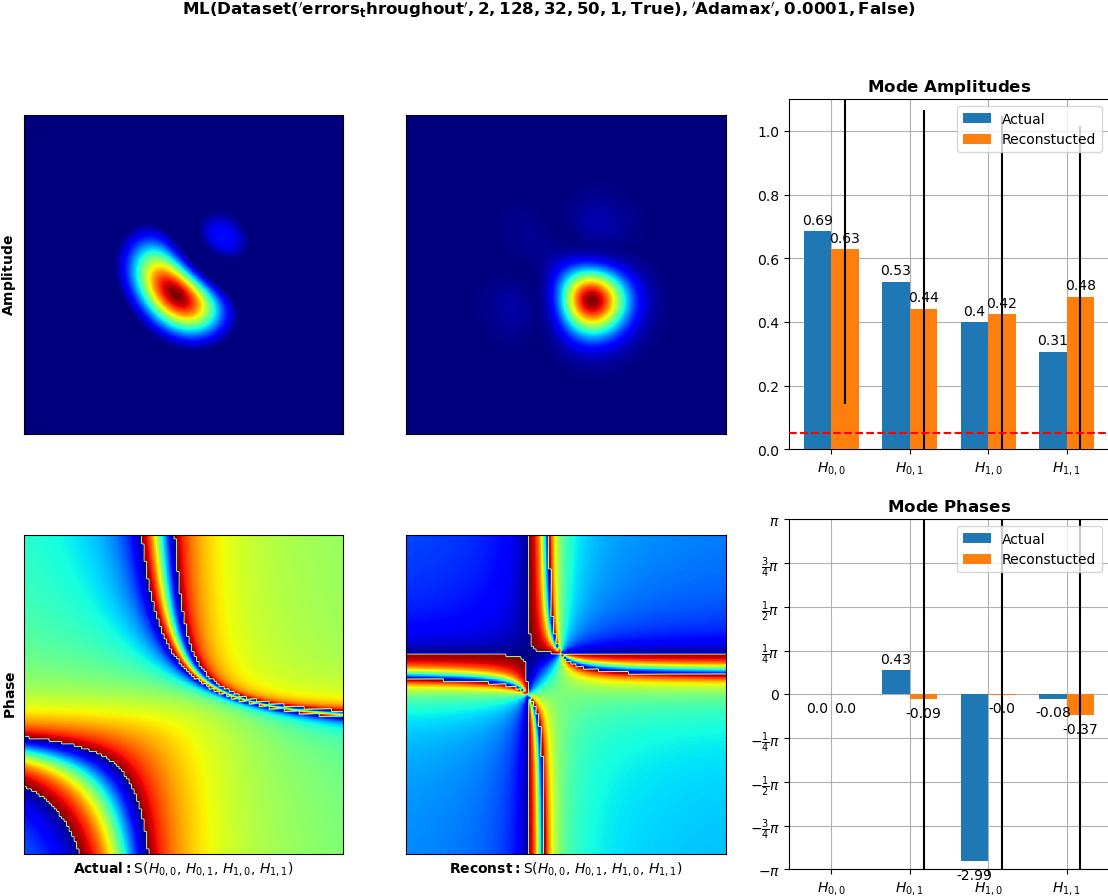 ML(Dataset('errors_throughout', 2, 128, 32, 50, 1, True), 'Adamax', 0.0001, False)
Amplitude
Mode Amplitudes
Actual
Reconstucted
1.0
0.8
0.6
0.4
0.2
0.0
0.69
0.63
0.53
0.44
0.4
0.42
0.31
0.48
H0,0
H0,1
H1,0
H1,1
Phase
Actual: S(H0,0, H0,1, H1,0, H1,1)
Reconst: S(H0,0, H0,1, H1,0, H1,1)
Mode Phases
Actual
Reconstucted
π
3/4π
1/2π
1/4π
0
−1/4π
−1/2π
−3/4π
−π
0.0
0.0
0.43
-0.09
-2.99
-0.0
-0.08
-0.37
H0,0
H0,1
H1,0
H1,1